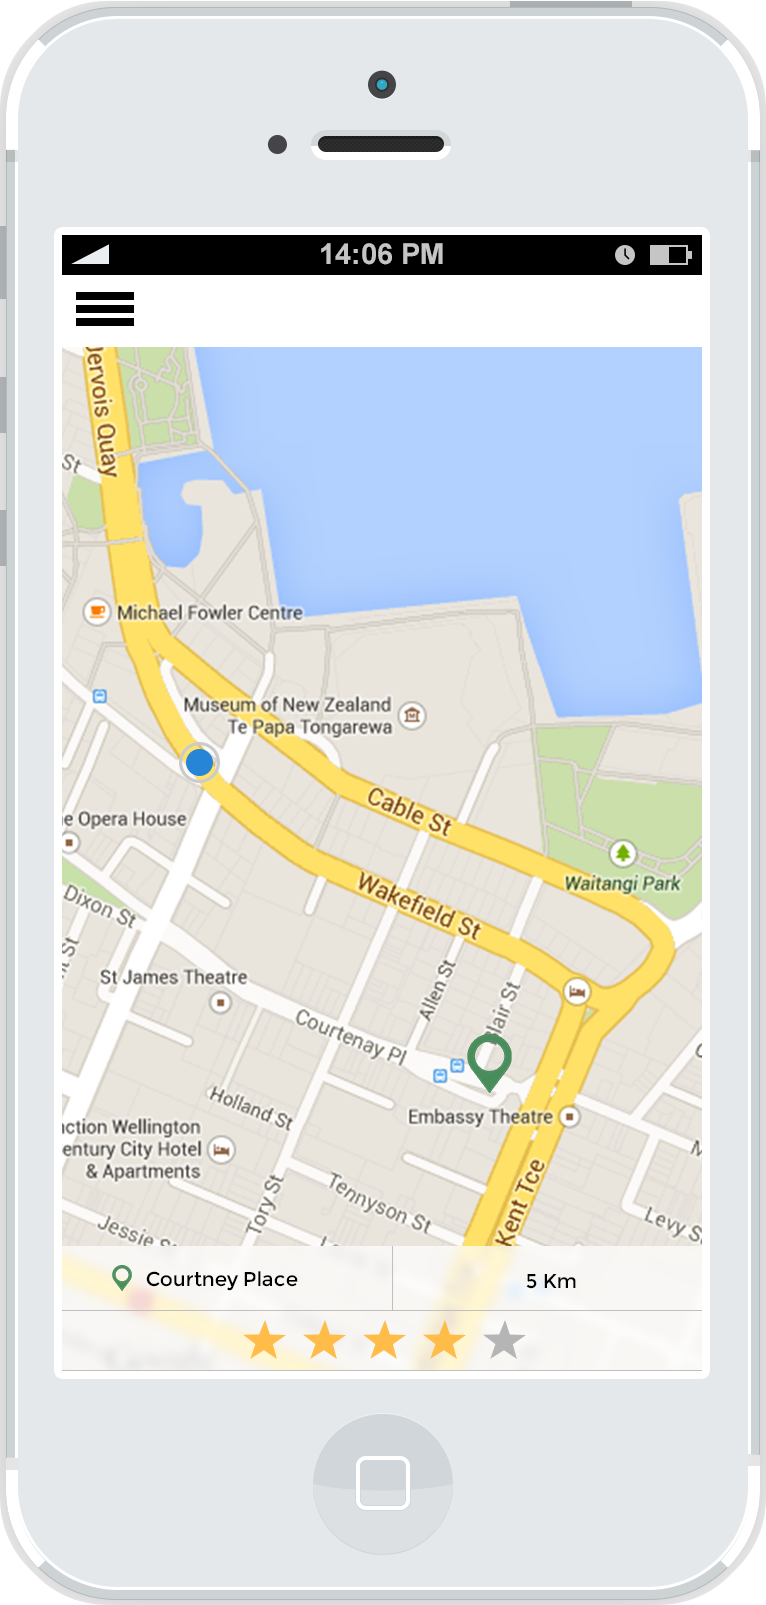 14:06 PM
Jervois Quay
St
Michael Fowler Centre
Museum of New Zealand
Te Papa Tongarewa
Cable St
e Opera House
Waitangi Park
Wakefield St
Dixon St
St
St James Theatre
Allen St
Blair St
Courtenay Pl
Holland St
Embassy Theatre
nction Wellington
entury City Hotel
& Apartments
Tory St
Tennyson St
Kent Tce
Levy S
Jessie St
Courtney Place
5 Km